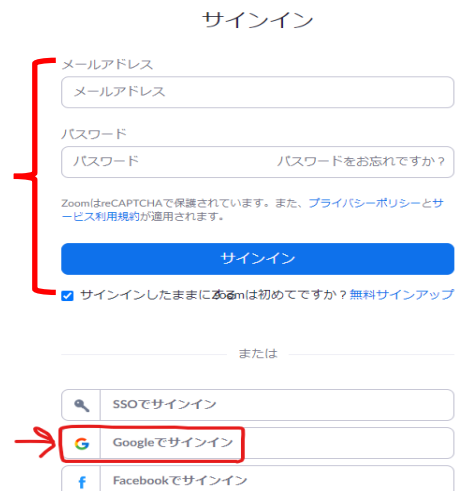 サインイン
メールアドレス
メールアドレス
パスワード
パスワード パスワードをお忘れですか？
ZoomはreCAPTCHAで保護されています。また、プライバシーポリシーとサ
ービス利用規約が適用されます。
サインイン
サインインしたままにする Zoomは初めてですか？無料サインアップ
または
SSOでサインイン
Googleでサインイン
Facebookでサインイン